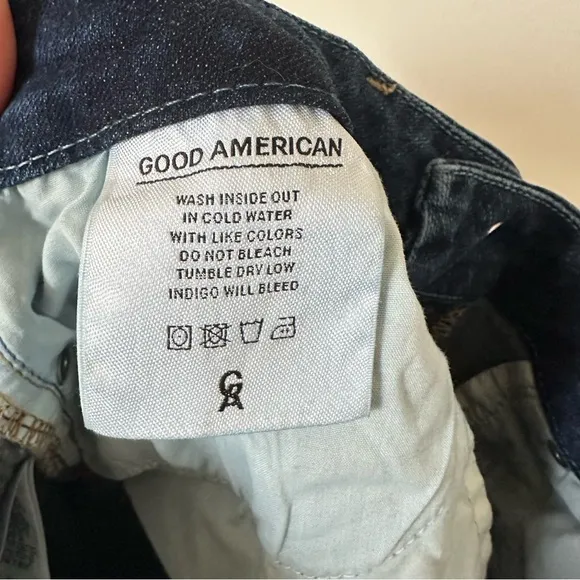 GOOD AMERICAN
WASH INSIDE OUT
IN COLD WATER
WITH LIKE COLORS
DO NOT BLEACH
TUMBLE DRY LOW
INDIGO WILL BLEED
GA